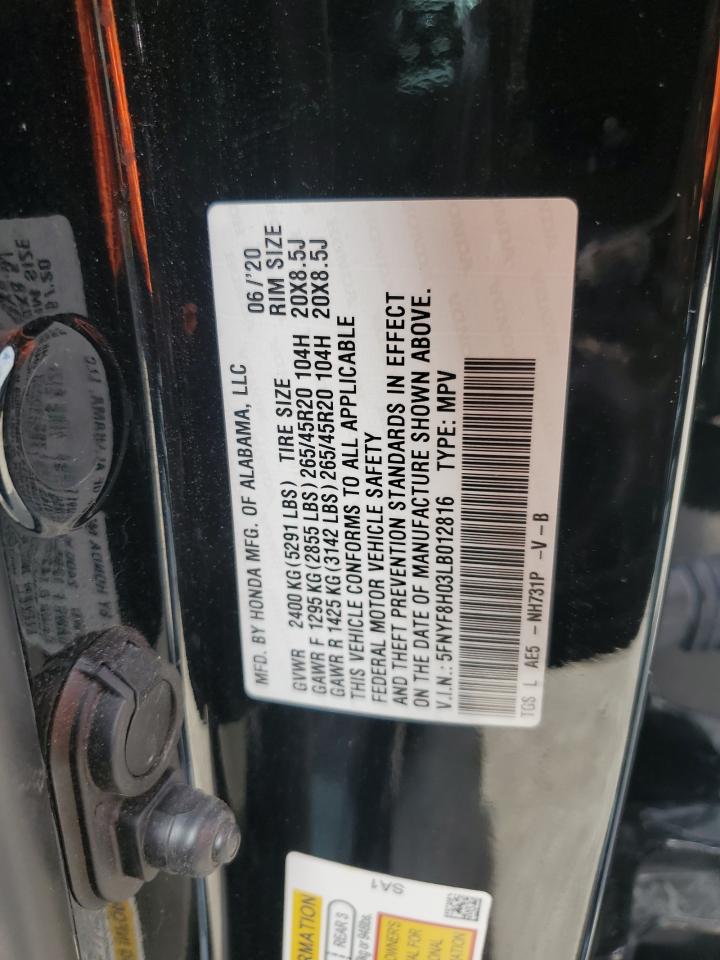 MFD. BY HONDA MFG. OF ALABAMA, LLC 06/'20
GVWR 2400 KG (5291 LBS) TIRE SIZE RIM SIZE
GAWR F 1295 KG (2855 LBS) 265/45R20 104H 20X8.5J
GAWR R 1425 KG (3142 LBS) 265/45R20 104H 20X8.5J
THIS VEHICLE CONFORMS TO ALL APPLICABLE
FEDERAL MOTOR VEHICLE SAFETY
AND THEFT PREVENTION STANDARDS IN EFFECT
ON THE DATE OF MANUFACTURE SHOWN ABOVE.
V.I.N.: 5FNYF8H03LB012816 TYPE: MPV
TGS L AE5 - NH731P -V-B
REAR 3